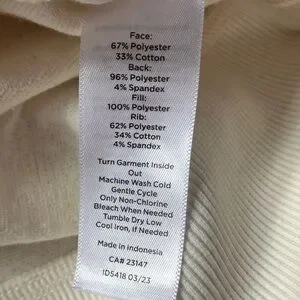 Face:
67% Polyester
33% Cotton
Back:
96% Polyester
4% Spandex
Fill:
100% Polyester
Rib:
62% Polyester
34% Cotton
4% Spandex
Turn Garment Inside
Out
Machine Wash Cold
Gentle Cycle
Only Non-Chlorine
Bleach When Needed
Tumble Dry Low
Cool Iron, if Needed
Made in Indonesia
CA# 23147
ID5418 03/23